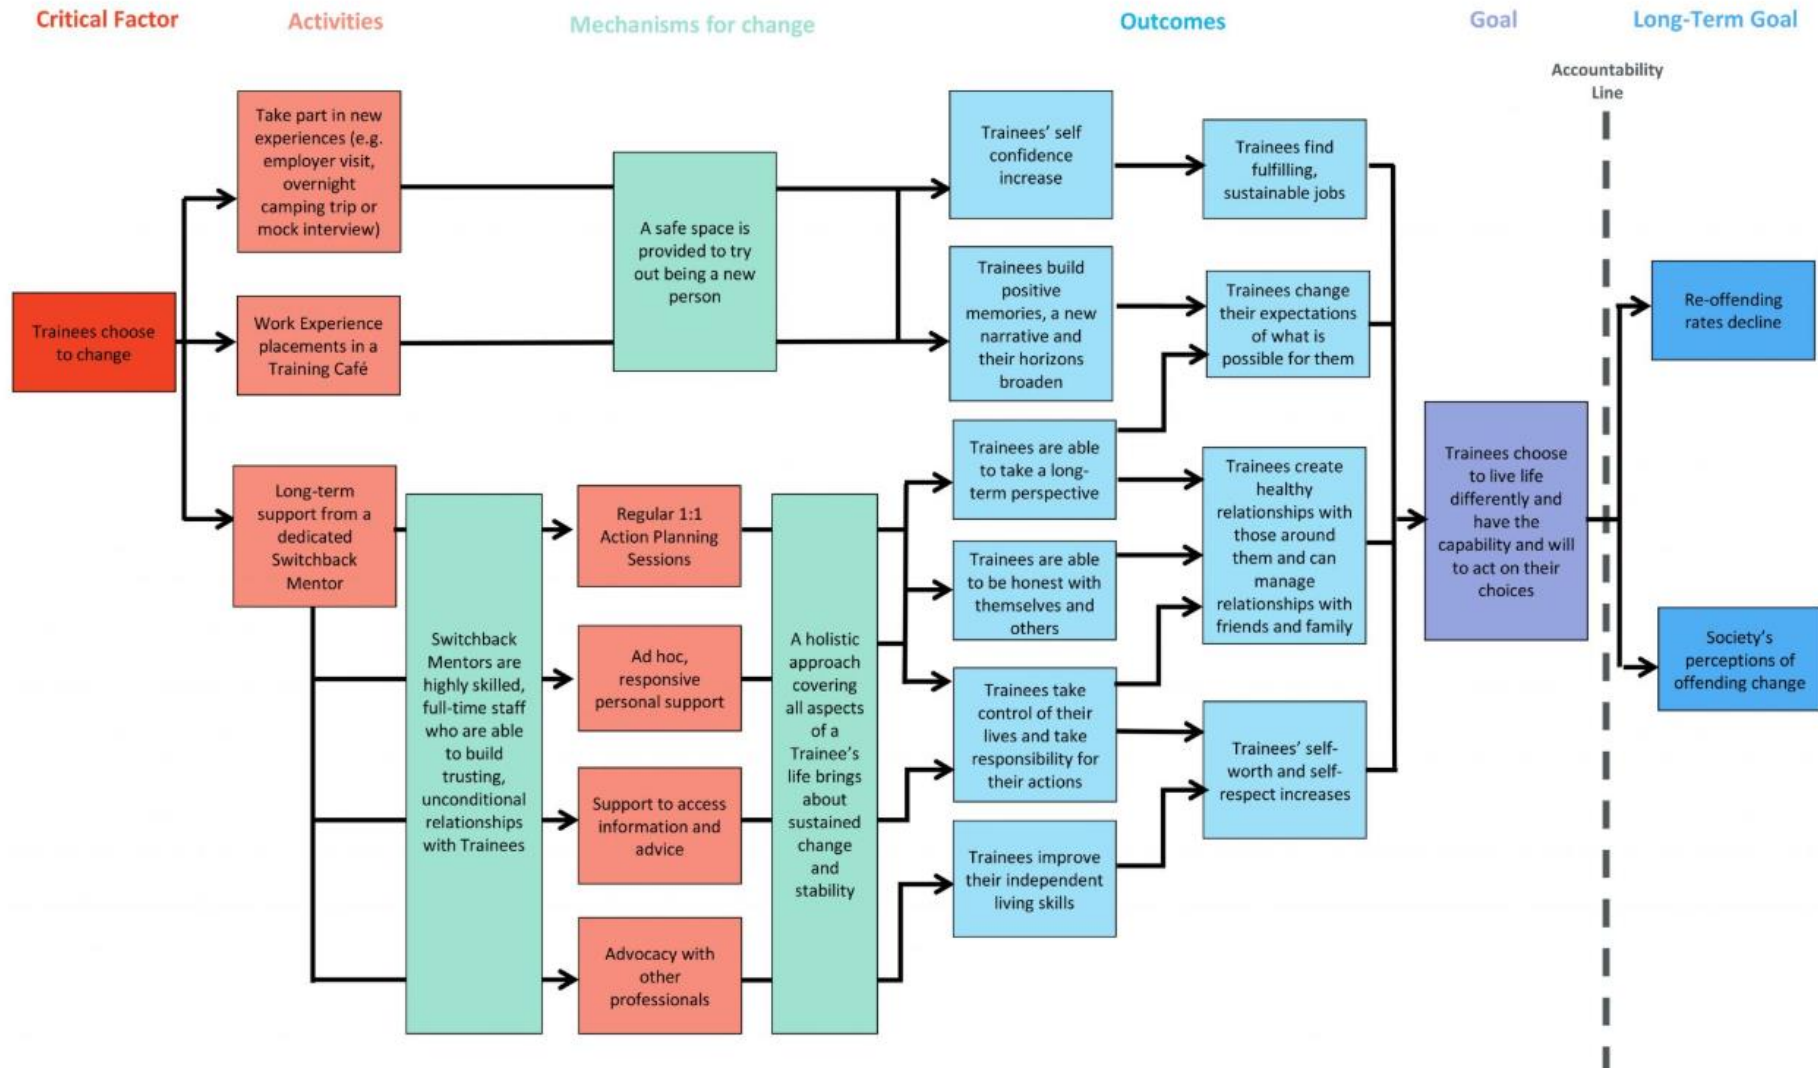 Critical Factor
Activities
Mechanisms for change
Outcomes
Goal
Long-Term Goal
Accountability
Line
Trainees choose
to change
Take part in new
experiences (e.g.
employer visit,
overnight
camping trip or
mock interview)
Work Experience
placements in a
Training Café
Long-term
support from a
dedicated
Switchback
Mentor
A safe space is
provided to try
out being a new
person
Switchback
Mentors are
highly skilled,
full-time staff
who are able
to build
trusting,
unconditional
relationships
with Trainees
Regular 1:1
Action Planning
Sessions
Ad hoc,
responsive
personal support
Support to access
information and
advice
Advocacy with
other
professionals
A holistic
approach
covering
all aspects
of a
Trainee’s
life brings
about
sustained
change
and
stability
Trainees’ self
confidence
increase
Trainees build
positive
memories, a new
narrative and
their horizons
broaden
Trainees are able
to take a long-
term perspective
Trainees are able
to be honest with
themselves and
others
Trainees take
control of their
lives and take
responsibility for
their actions
Trainees improve
their independent
living skills
Trainees find
fulfilling,
sustainable jobs
Trainees change
their expectations
of what is
possible for them
Trainees create
healthy
relationships with
those around
them and can
manage
relationships with
friends and family
Trainees’ self-
worth and self-
respect increases
Trainees choose
to live life
differently and
have the
capability and will
to act on their
choices
Re-offending
rates decline
Society’s
perceptions of
offending change